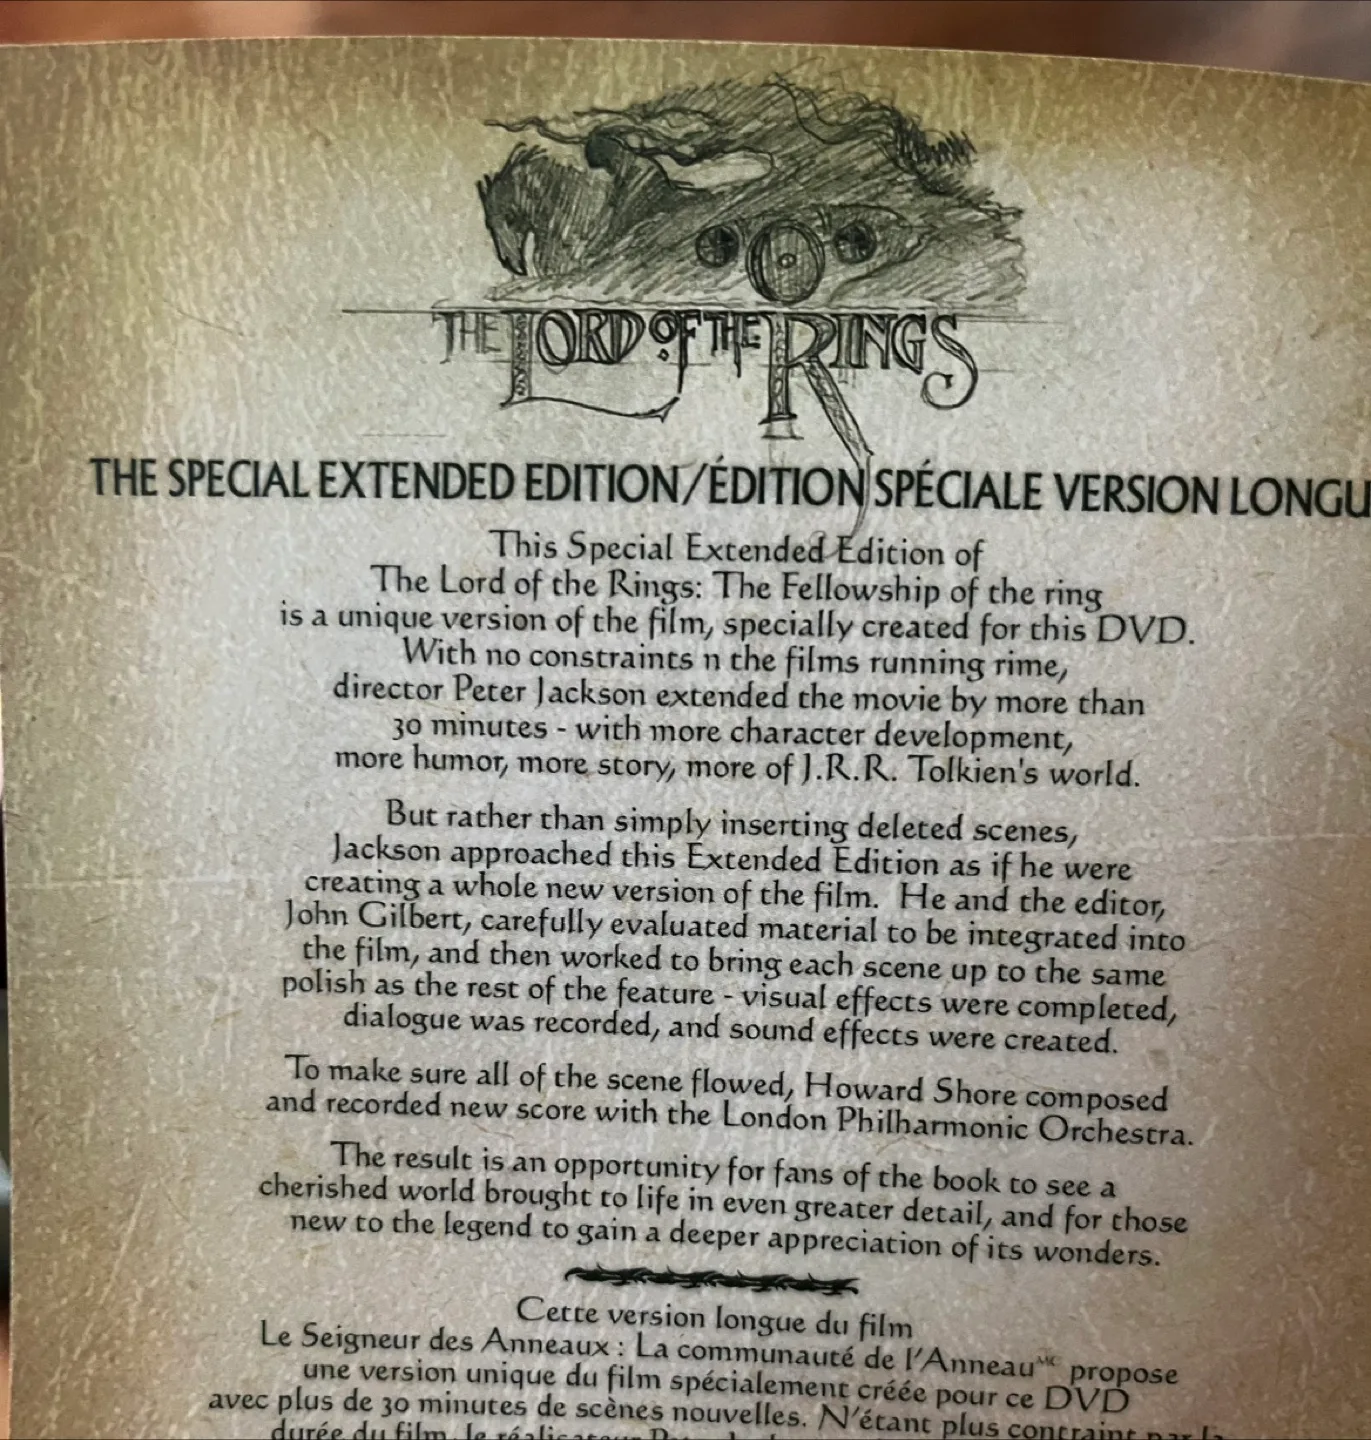 THE LORD OF THE RINGS
THE SPECIAL EXTENDED EDITION/ÉDITION SPÉCIALE VERSION LONGU
This Special Extended Edition of
The Lord of the Rings: The Fellowship of the ring
is a unique version of the film, specially created for this DVD.
With no constraints n the films running rime,
director Peter Jackson extended the movie by more than
30 minutes - with more character development,
more humor, more story, more of J.R.R. Tolkien's world.
But rather than simply inserting deleted scenes,
Jackson approached this Extended Edition as if he were
creating a whole new version of the film. He and the editor,
John Gilbert, carefully evaluated material to be integrated into
the film, and then worked to bring each scene up to the same
polish as the rest of the feature - visual effects were completed,
dialogue was recorded, and sound effects were created.
To make sure all of the scene flowed, Howard Shore composed
and recorded new score with the London Philharmonic Orchestra.
The result is an opportunity for fans of the book to see a
cherished world brought to life in even greater detail, and for those
new to the legend to gain a deeper appreciation of its wonders.
Cette version longue du film
Le Seigneur des Anneaux : La communauté de l'Anneau MC propose
une version unique du film spécialement créée pour ce DVD
avec plus de 30 minutes de scènes nouvelles. N'étant plus contraint par la
durée du film, le